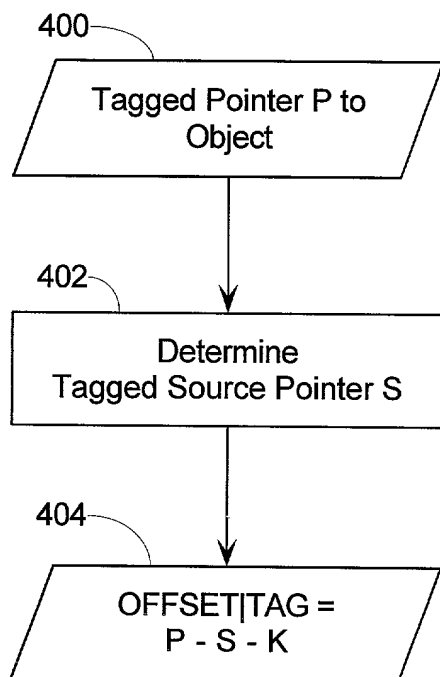 400
Tagged Pointer P to
Object
402
Determine
Tagged Source Pointer S
404
OFFSET|TAG =
P - S - K